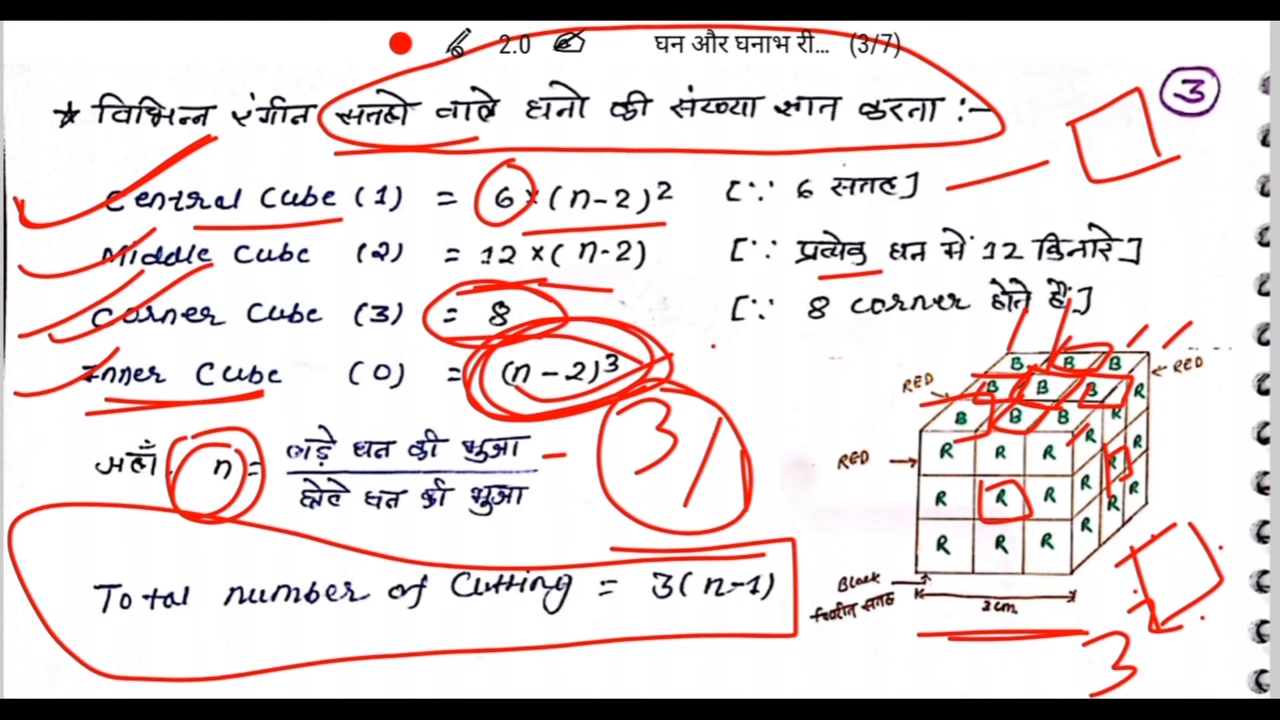 2.0 घन और घनाभ री... (3/7)
3
* विभिन्न रंगीन सतहो वाले घनो की संख्या ज्ञात करना :-
Central Cube (1) = 6 × (n-2)² [∵ 6 सतह]
Middle Cube (2) = 12 × (n-2) [∵ प्रत्येक घन में 12 किनारे]
Corner Cube (3) = 8 [∵ 8 corner होते हैं]
Inner Cube (0) = (n-2)³
जहाँ n = बड़े घन की भुजा
छोटे घन की भुजा
3/
Total number of Cutting = 3(n-1)
B B B
B B B
B B B
RED
RED
RED
R R R R R R
R R R R R R
R R R R R R
Black
विपरीत सतह
3cm.
3